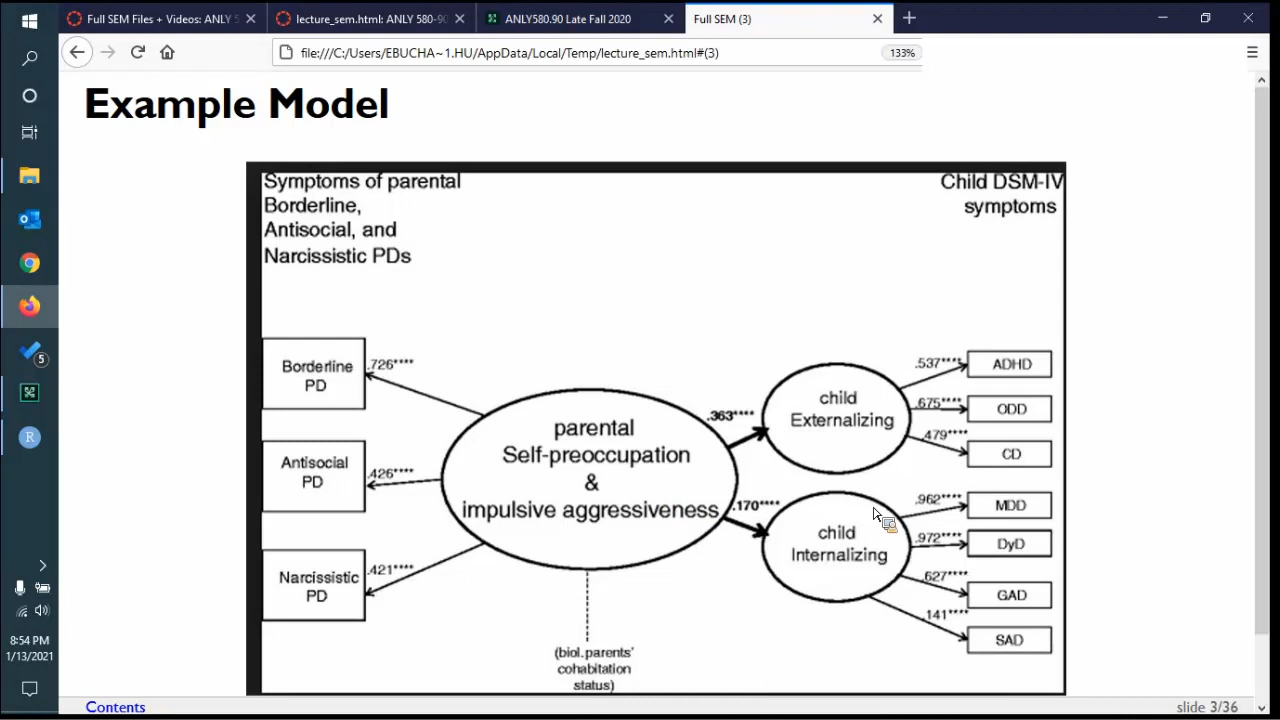 Full SEM Files + Videos: ANLY 5
lecture_sem.html: ANLY 580-90
ANLY580.90 Late Fall 2020
Full SEM (3)
file:///C:/Users/EBUCHA~1.HU/AppData/Local/Temp/lecture_sem.html#(3)
133%
Example Model
Symptoms of parental
Borderline,
Antisocial, and
Narcissistic PDs
Child DSM-IV
symptoms
Borderline
PD
.726****
Antisocial
PD
.426****
Narcissistic
PD
.421****
parental
Self-preoccupation
&
impulsive aggressiveness
(biol. parents'
cohabitation
status)
.363****
.170****
child
Externalizing
child
Internalizing
.537****
ADHD
.675****
ODD
.479****
CD
.962****
MDD
.972****
DyD
.627****
GAD
.141****
SAD
5
8:54 PM
1/13/2021
Contents
slide 3/36